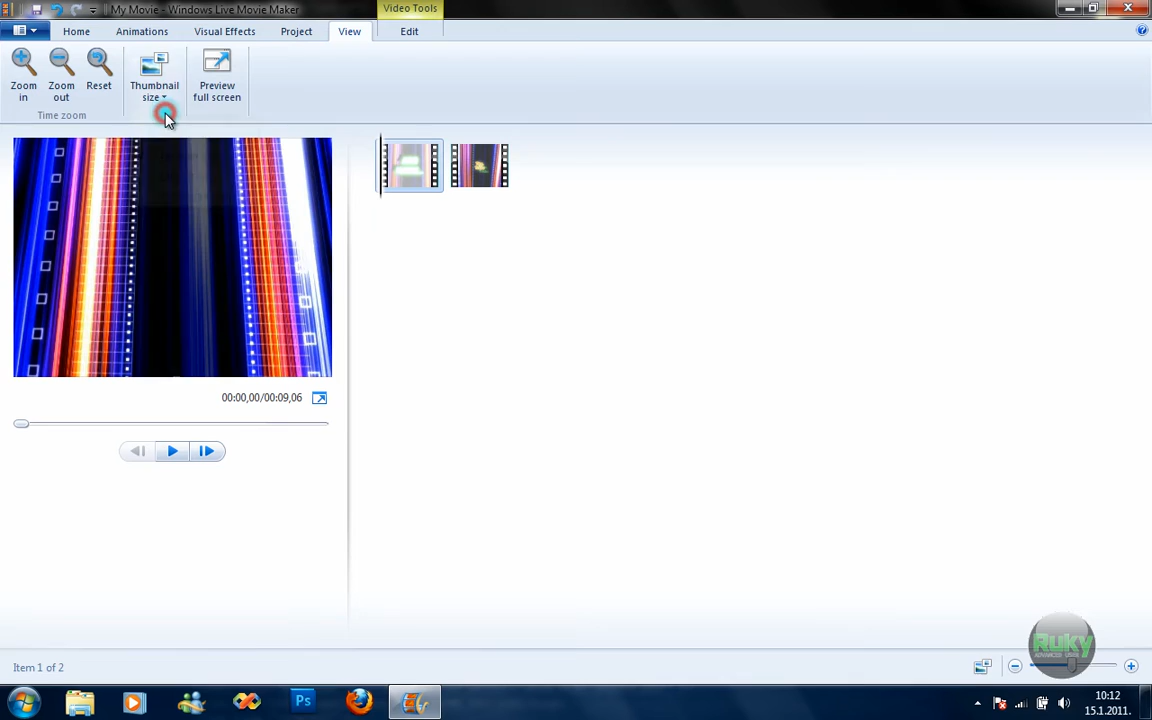 My Movie - Windows Live Movie Maker
Video Tools
Home
Animations
Visual Effects
Project
View
Edit
Zoom in
Zoom out
Reset
Thumbnail size
Preview full screen
Time zoom
00:00,00/00:09,06
Item 1 of 2
Ruky
Ps
10:12
15.1.2011.